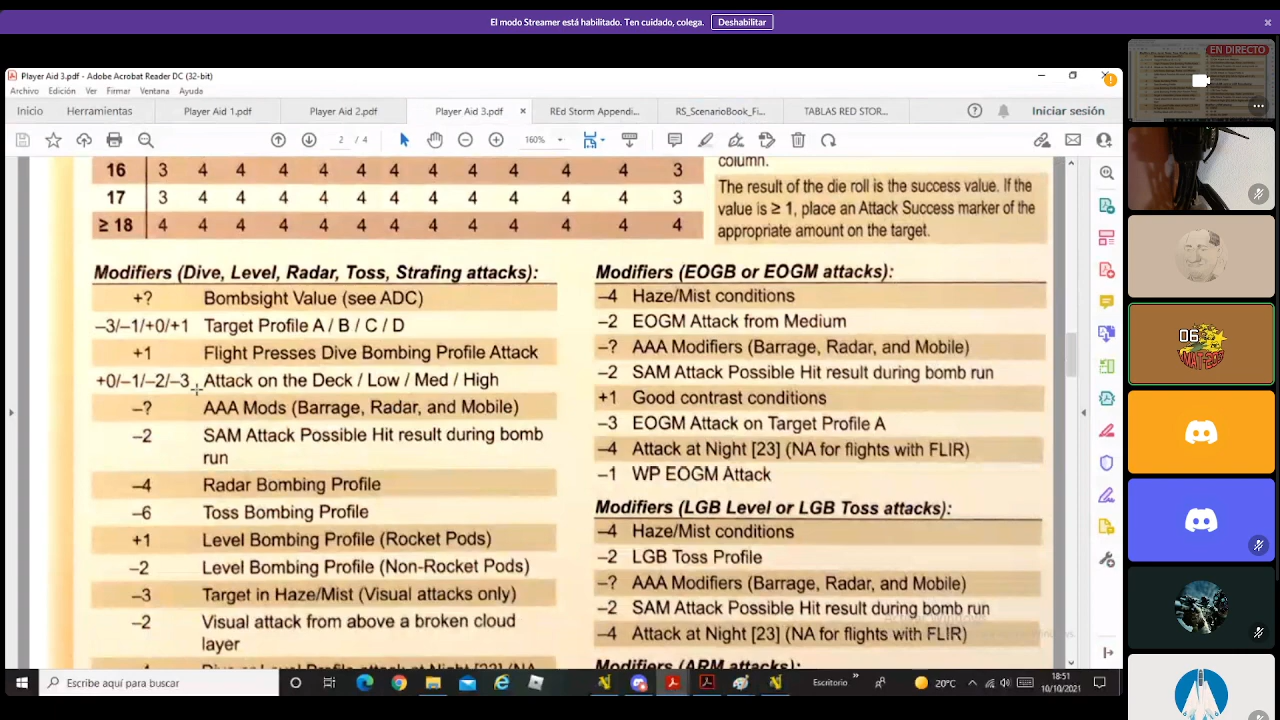 El modo Streamer está habilitado. Ten cuidado, colega. Deshabilitar
EN DIRECTO
Player Aid 3.pdf - Adobe Acrobat Reader DC (32-bit)
Archivo Edición Ver Firmar Ventana Ayuda
Inicio Herramientas Player Aid 1.pdf Player Aid 2.pdf Player Aid 3.pdf REd Storm Appendi... RS_ScenarioBook_Fi... TABLAS RED STOR... Iniciar sesión
2 / 4 160%
16 3 4 4 4 4 4 4 4 4 4 4 4 3
17 3 4 4 4 4 4 4 4 4 4 4 4 3
≥ 18 4 4 4 4 4 4 4 4 4 4 4 4 4
column.
The result of the die roll is the success value. If the
value is ≥ 1, place an Attack Success marker of the
appropriate amount on the target.
Modifiers (Dive, Level, Radar, Toss, Strafing attacks):
+? Bombsight Value (see ADC)
–3/–1/+0/+1 Target Profile A / B / C / D
+1 Flight Presses Dive Bombing Profile Attack
+0/–1/–2/–3 Attack on the Deck / Low / Med / High
–? AAA Mods (Barrage, Radar, and Mobile)
–2 SAM Attack Possible Hit result during bomb
run
–4 Radar Bombing Profile
–6 Toss Bombing Profile
+1 Level Bombing Profile (Rocket Pods)
–2 Level Bombing Profile (Non-Rocket Pods)
–3 Target in Haze/Mist (Visual attacks only)
–2 Visual attack from above a broken cloud
layer
Modifiers (EOGB or EOGM attacks):
–4 Haze/Mist conditions
–2 EOGM Attack from Medium
–? AAA Modifiers (Barrage, Radar, and Mobile)
–2 SAM Attack Possible Hit result during bomb run
+1 Good contrast conditions
–3 EOGM Attack on Target Profile A
–4 Attack at Night [23] (NA for flights with FLIR)
–1 WP EOGM Attack
Modifiers (LGB Level or LGB Toss attacks):
–4 Haze/Mist conditions
–2 LGB Toss Profile
–? AAA Modifiers (Barrage, Radar, and Mobile)
–2 SAM Attack Possible Hit result during bomb run
–4 Attack at Night [23] (NA for flights with FLIR)
Modifiers (ARM attacks):
06
Escribe aquí para buscar
Escritorio
20°C
18:51
10/10/2021